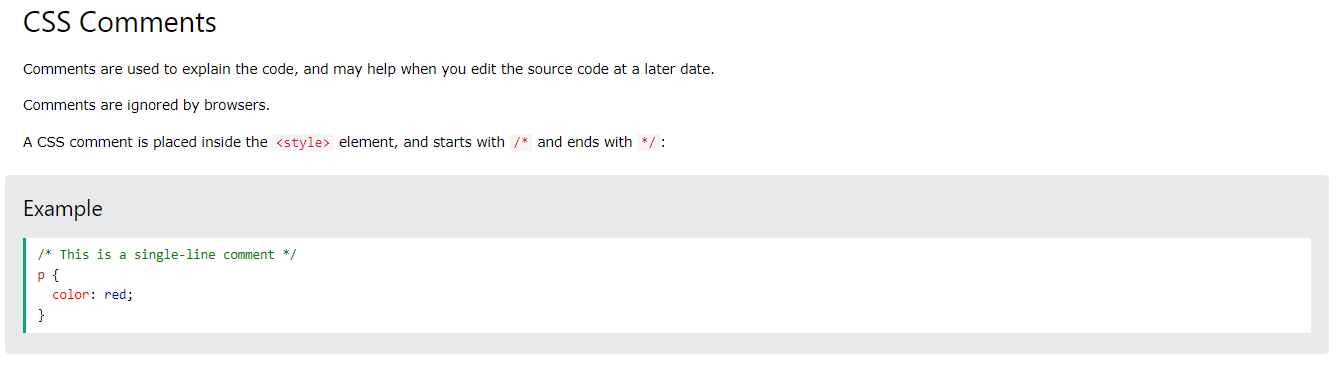 CSS Comments
Comments are used to explain the code, and may help when you edit the source code at a later date.
Comments are ignored by browsers.
A CSS comment is placed inside the <style> element, and starts with /* and ends with */ :
Example
/* This is a single-line comment */
p {
  color: red;
}